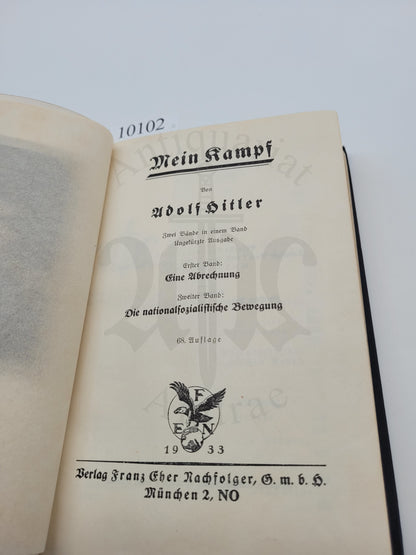 10102
Mein Kampf
Von
Adolf Hitler
Zwei Bände in einem Band
Ungekürzte Ausgabe
Erster Band:
Eine Abrechnung
Zweiter Band:
Die nationalsozialistische Bewegung
68. Auflage
F
E N
1933
Verlag Franz Eher Nachfolger, G. m. b. H.
München 2, NO
Antiquariat